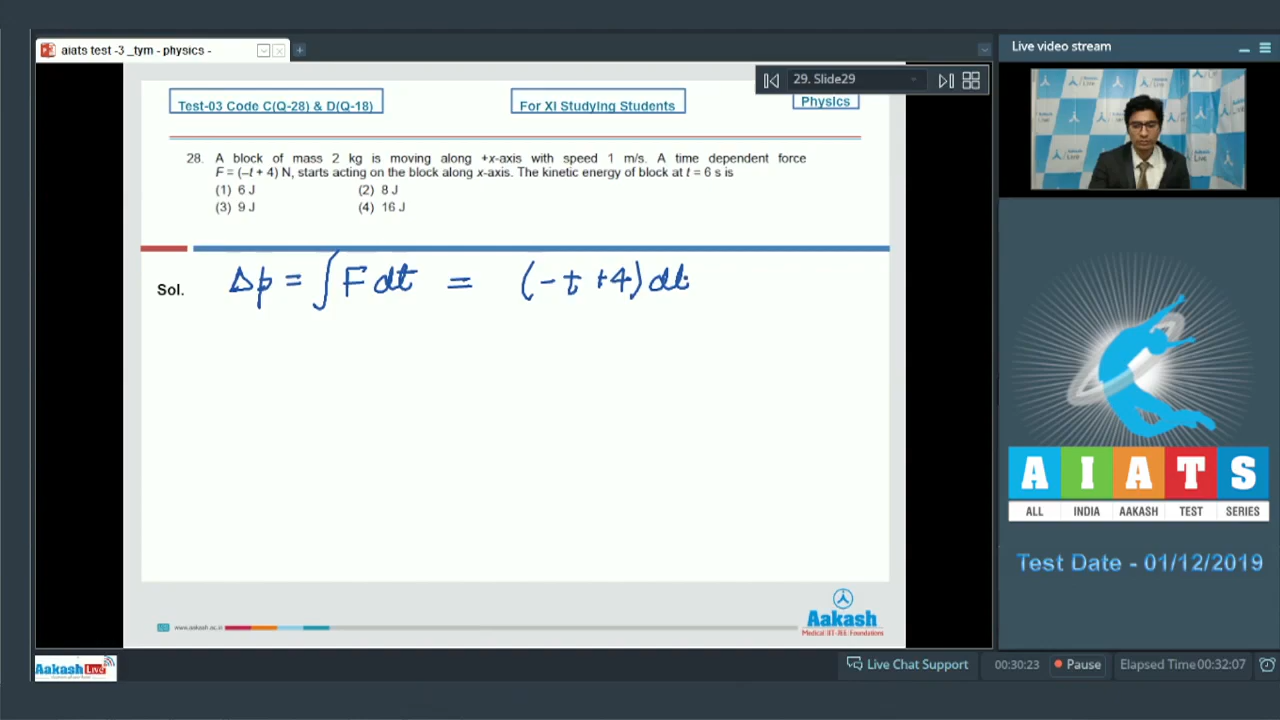 aiats test -3 _tym - physics -
Live video stream
29. Slide29
Test-03 Code C(Q-28) & D(Q-18)
For XI Studying Students
Physics
28. A block of mass 2 kg is moving along +x-axis with speed 1 m/s. A time dependent force
F = (–t + 4) N, starts acting on the block along x-axis. The kinetic energy of block at t = 6 s is
(1) 6 J
(2) 8 J
(3) 9 J
(4) 16 J
Sol. Δp = ∫ F dt = (-t +4) dt
A I A T S
ALL INDIA AAKASH TEST SERIES
Test Date - 01/12/2019
Aakash
Medical|IIT-JEE|Foundations
www.aakash.ac.in
Aakash Live
Live Chat Support
00:30:23
Pause
Elapsed Time 00:32:07